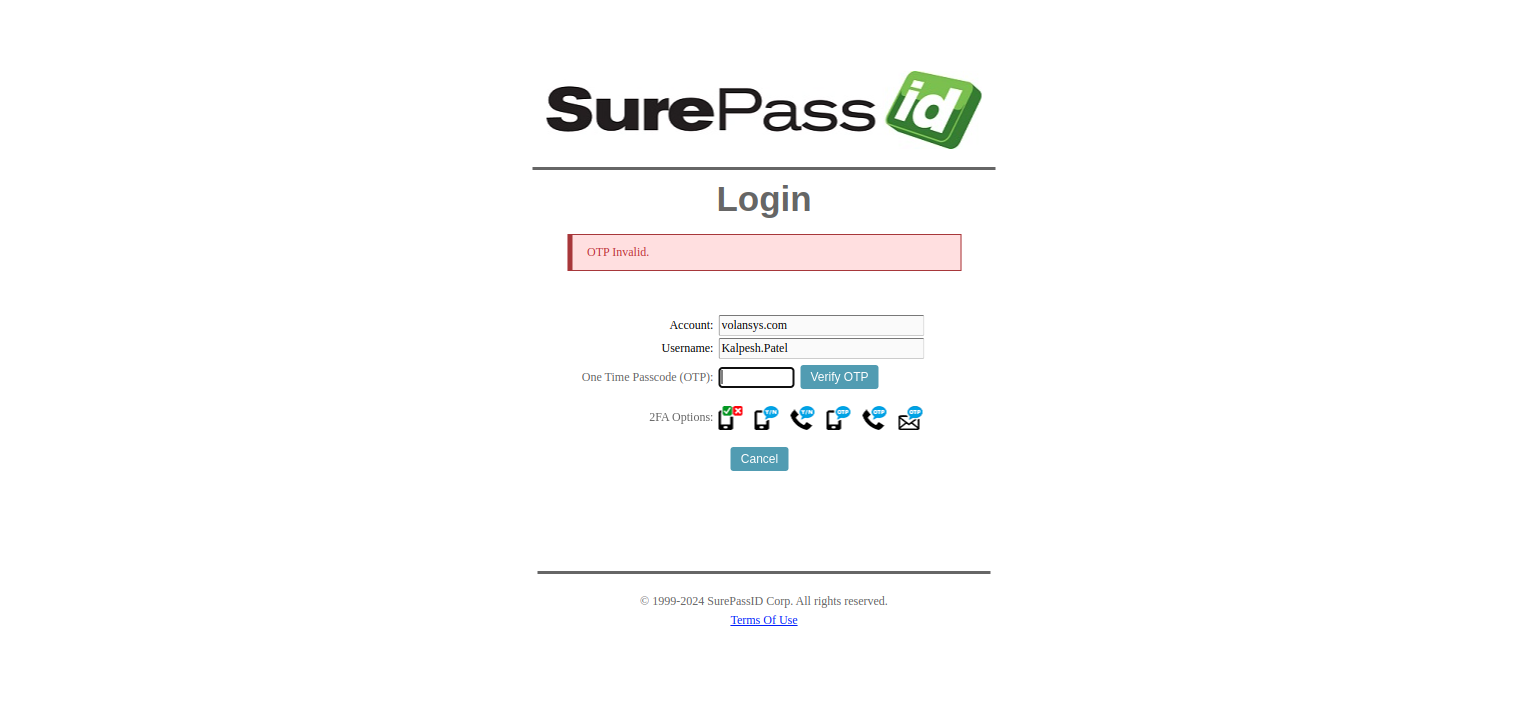 SurePass id
Login
OTP Invalid.
Account: volansys.com
Username: Kalpesh.Patel
One Time Passcode (OTP): Verify OTP
2FA Options: Y/N Y/N OTP OTP OTP
Cancel
© 1999-2024 SurePassID Corp. All rights reserved.
Terms Of Use